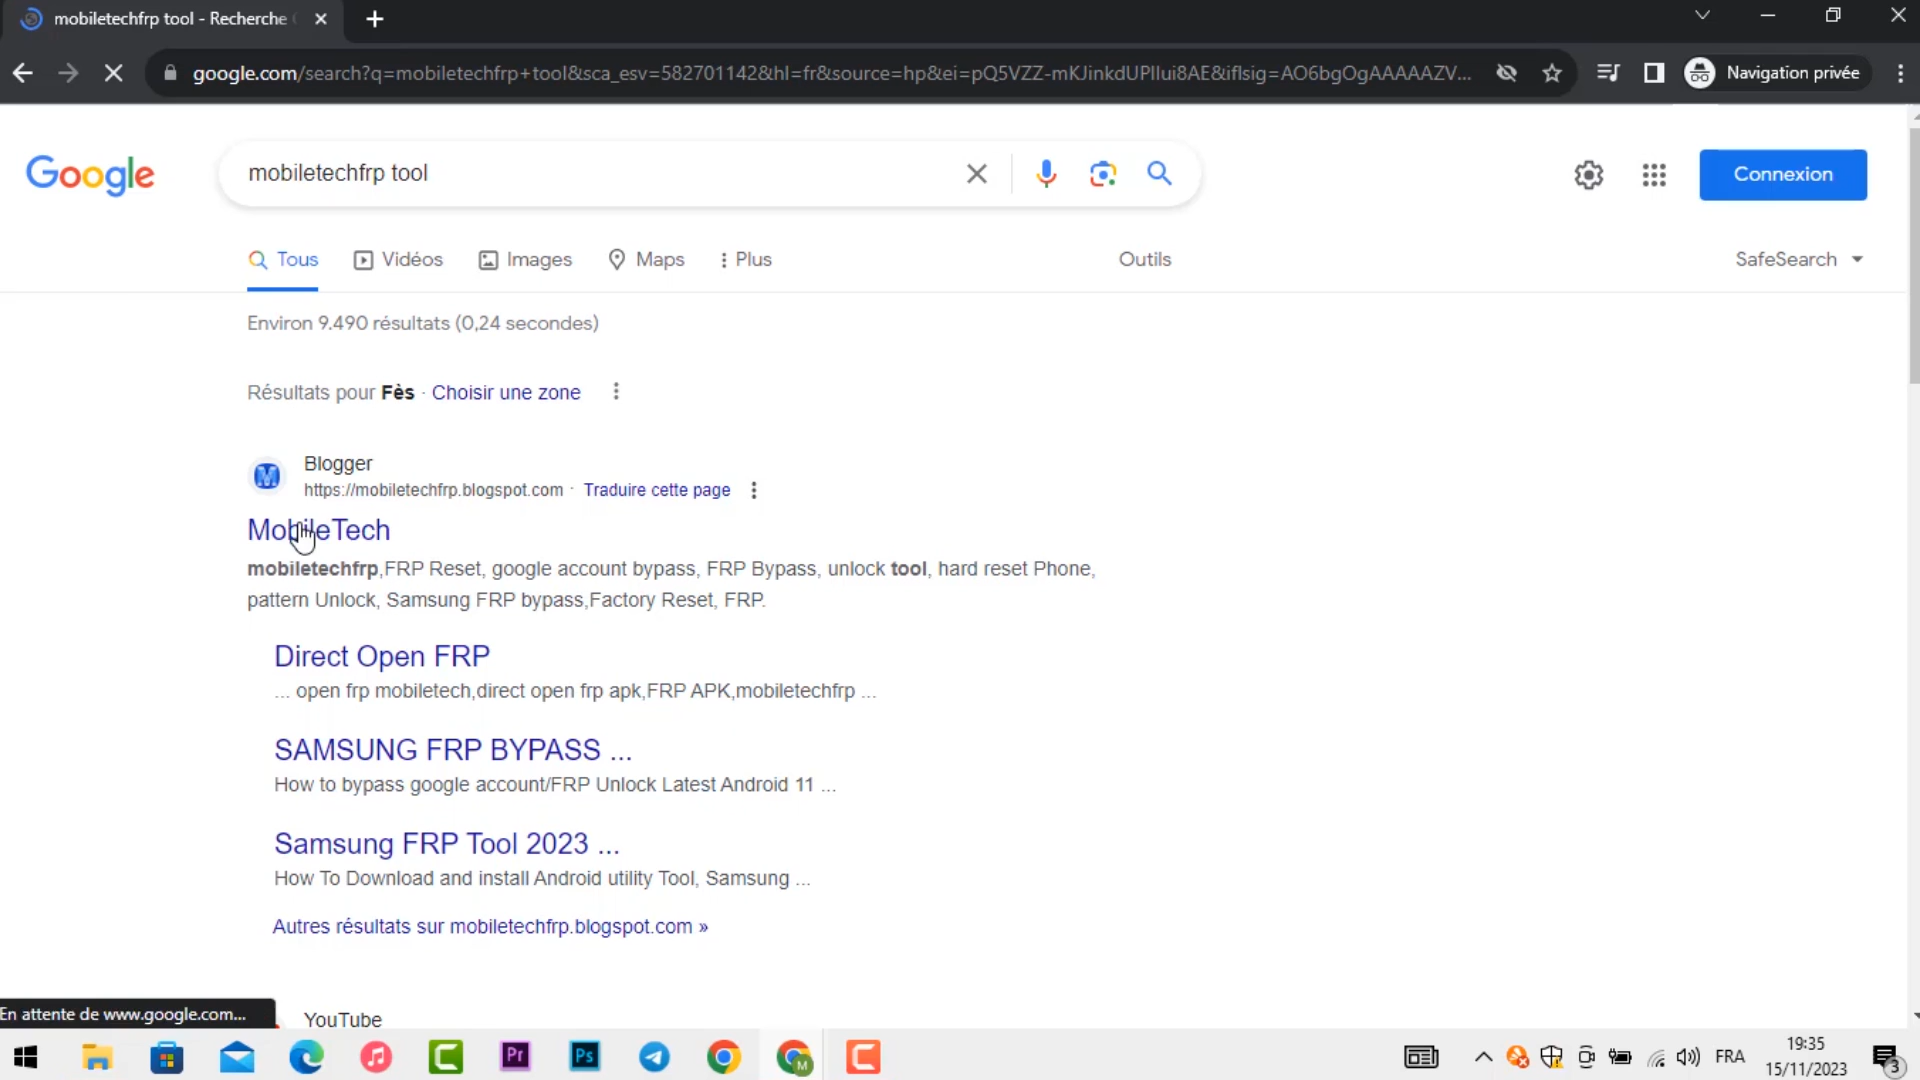 mobiletechfrp tool - Recherche
google.com/search?q=mobiletechfrp+tool&sca_esv=582701142&hl=fr&source=hp&ei=pQ5VZZ-mKJinkdUPlIui8AE&iflsig=AO6bgOgAAAAAZV...
Navigation privée
Google
mobiletechfrp tool
Connexion
Tous
Vidéos
Images
Maps
Plus
Outils
SafeSearch
Environ 9.490 résultats (0,24 secondes)
Résultats pour Fès · Choisir une zone
Blogger
https://mobiletechfrp.blogspot.com · Traduire cette page
MobileTech
mobiletechfrp,FRP Reset, google account bypass, FRP Bypass, unlock tool, hard reset Phone,
pattern Unlock, Samsung FRP bypass,Factory Reset, FRP.
Direct Open FRP
... open frp mobiletech,direct open frp apk,FRP APK,mobiletechfrp ...
SAMSUNG FRP BYPASS ...
How to bypass google account/FRP Unlock Latest Android 11 ...
Samsung FRP Tool 2023 ...
How To Download and install Android utility Tool, Samsung ...
Autres résultats sur mobiletechfrp.blogspot.com »
En attente de www.google.com...
YouTube
Pr
Ps
M
FRA
19:35
15/11/2023
3